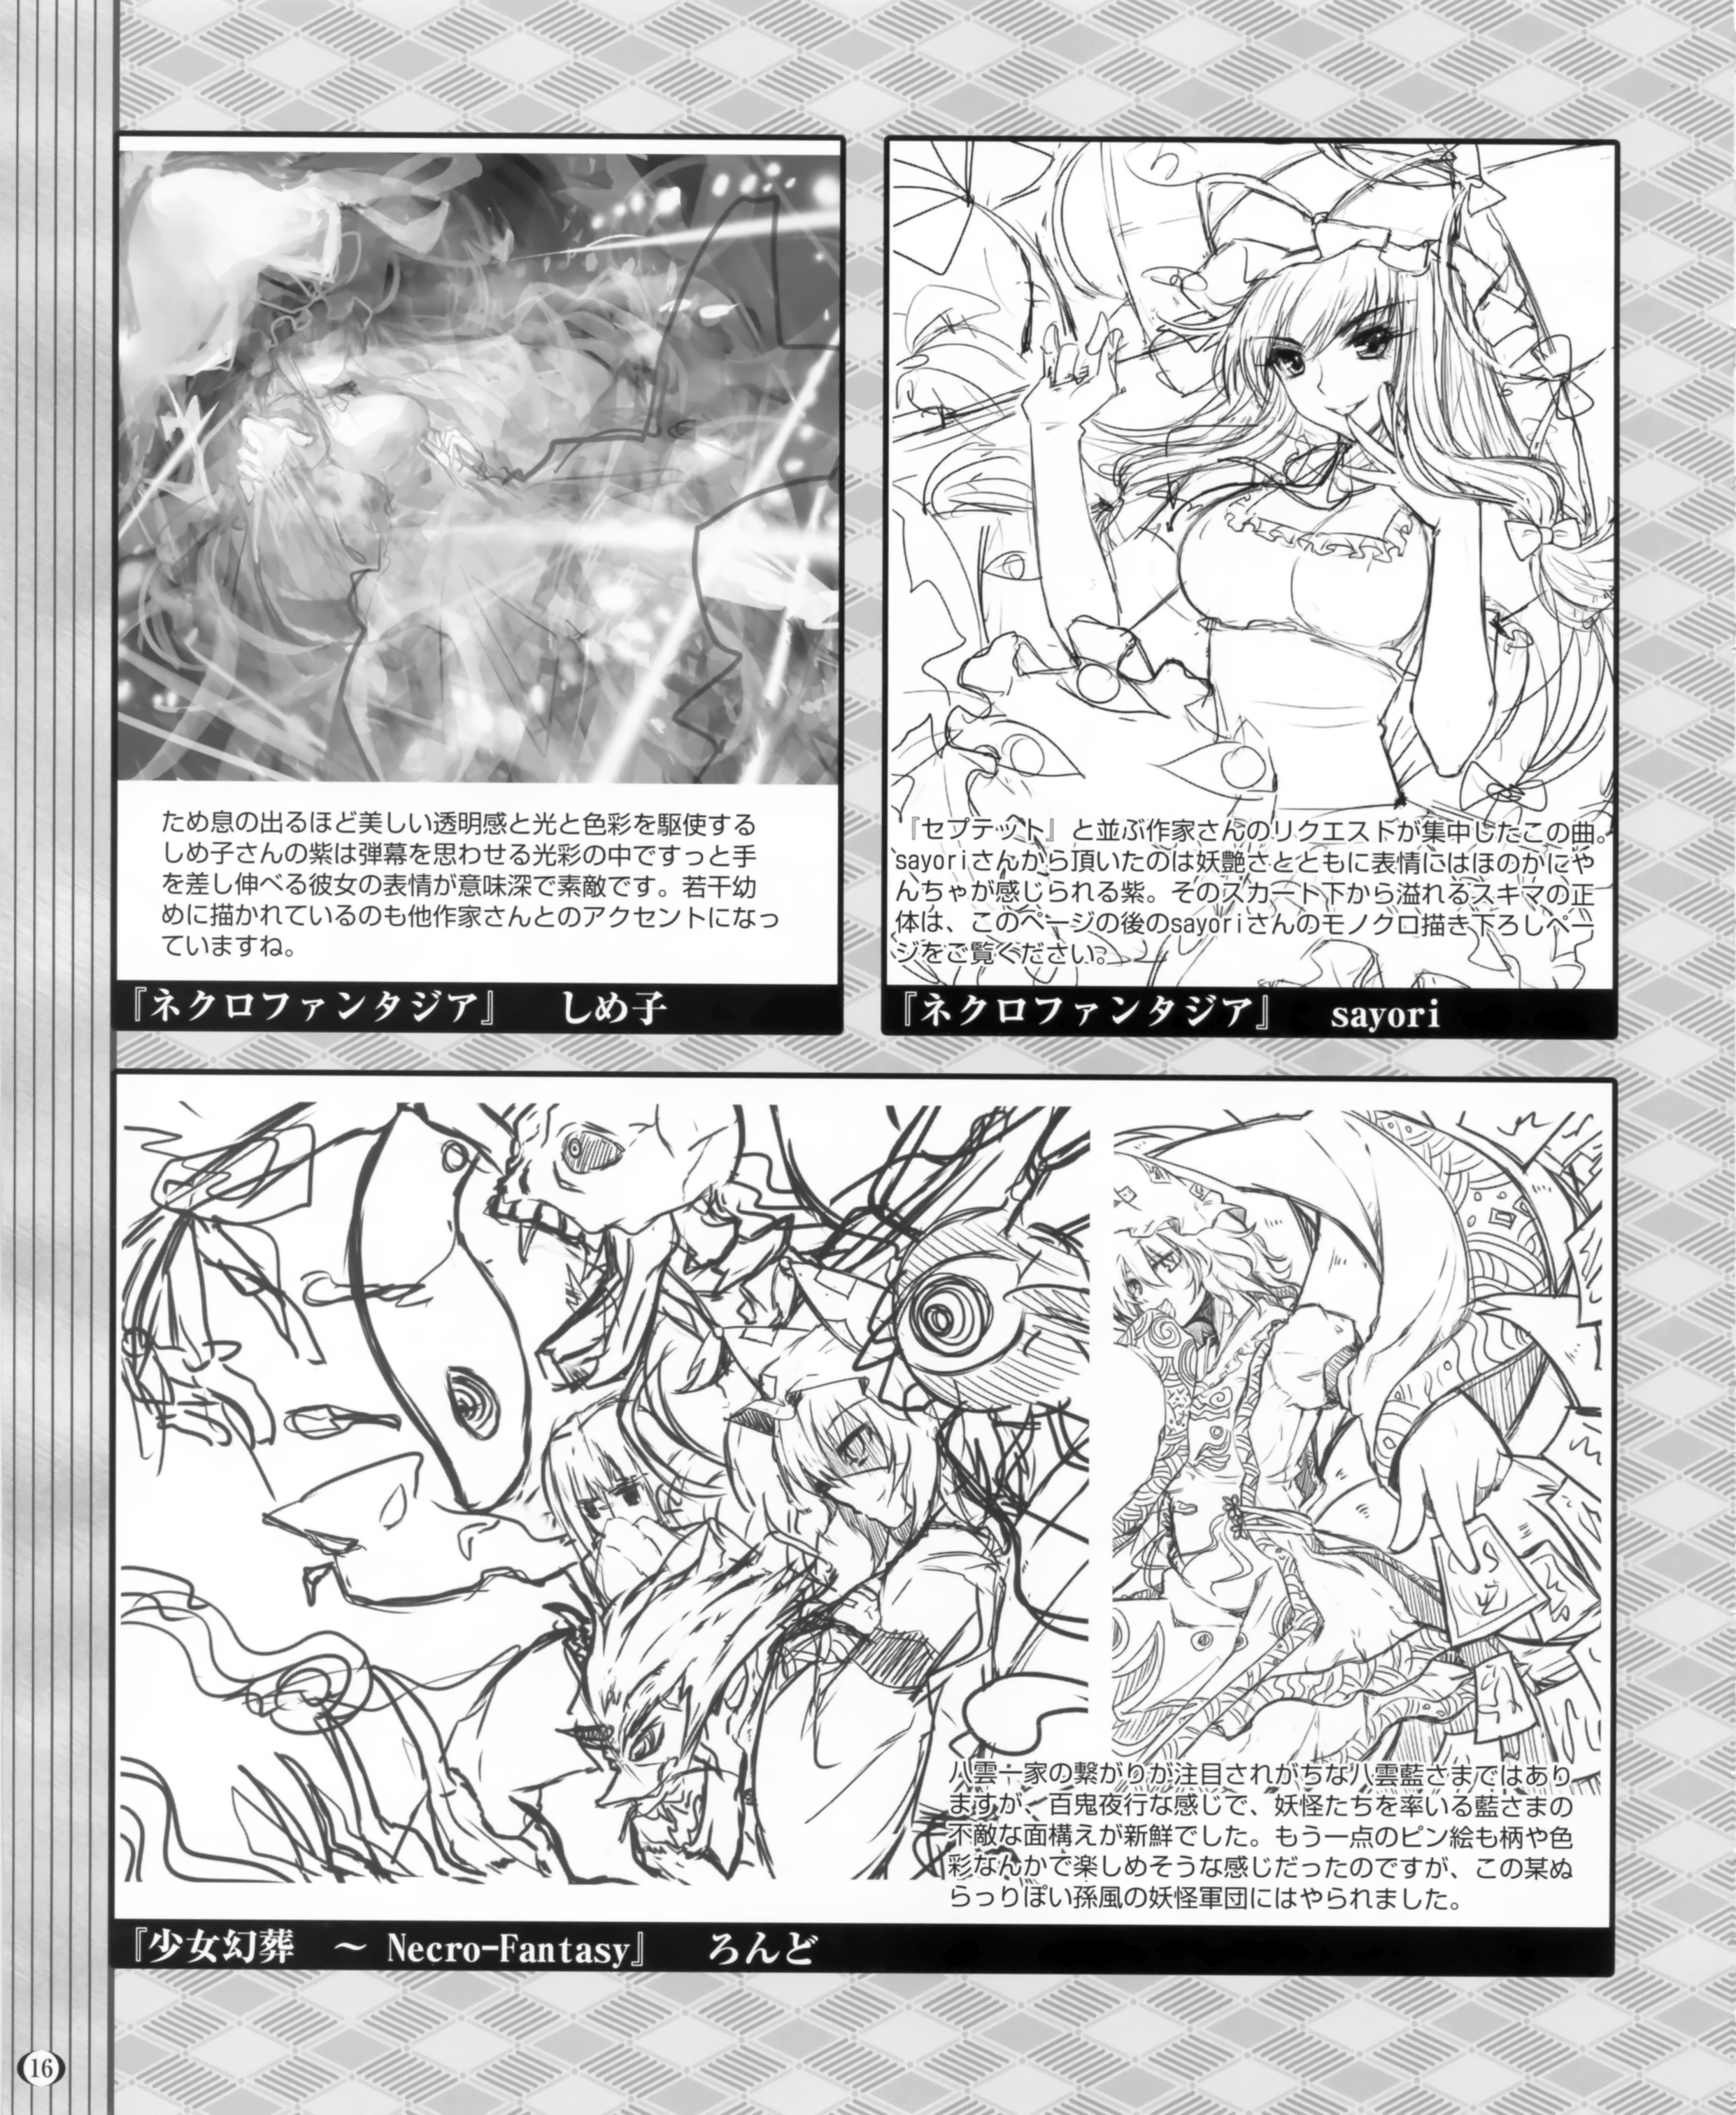 ため息の出るほど美しい透明感と光と色彩を駆使する
しめ子さんの紫は弾幕を思わせる光彩の中ですっと手
を差し伸べる彼女の表情が意味深で素敵です。若干幼
めに描かれているのも他作家さんとのアクセントになっ
ていますね。
『ネクロファンタジア』　しめ子
『セプテット』と並ぶ作家さんのリクエストが集中したこの曲。
sayoriさんから頂いたのは妖艶さとともに表情にはほのかにや
んちゃが感じられる紫。そのスカート下から溢れるスキマの正
体は、このページの後のsayoriさんのモノクロ描き下ろしペー
ジをご覧ください。
『ネクロファンタジア』　sayori
八雲一家の繋がりが注目されがちな八雲藍さまではあり
ますが、百鬼夜行な感じで、妖怪たちを率いる藍さまの
不敵な面構えが新鮮でした。もう一点のピン絵も柄や色
彩なんかで楽しめそうな感じだったのですが、この某ぬ
らっりぽい孫風の妖怪軍団にはやられました。
『少女幻葬　～ Necro-Fantasy』　ろんど
16